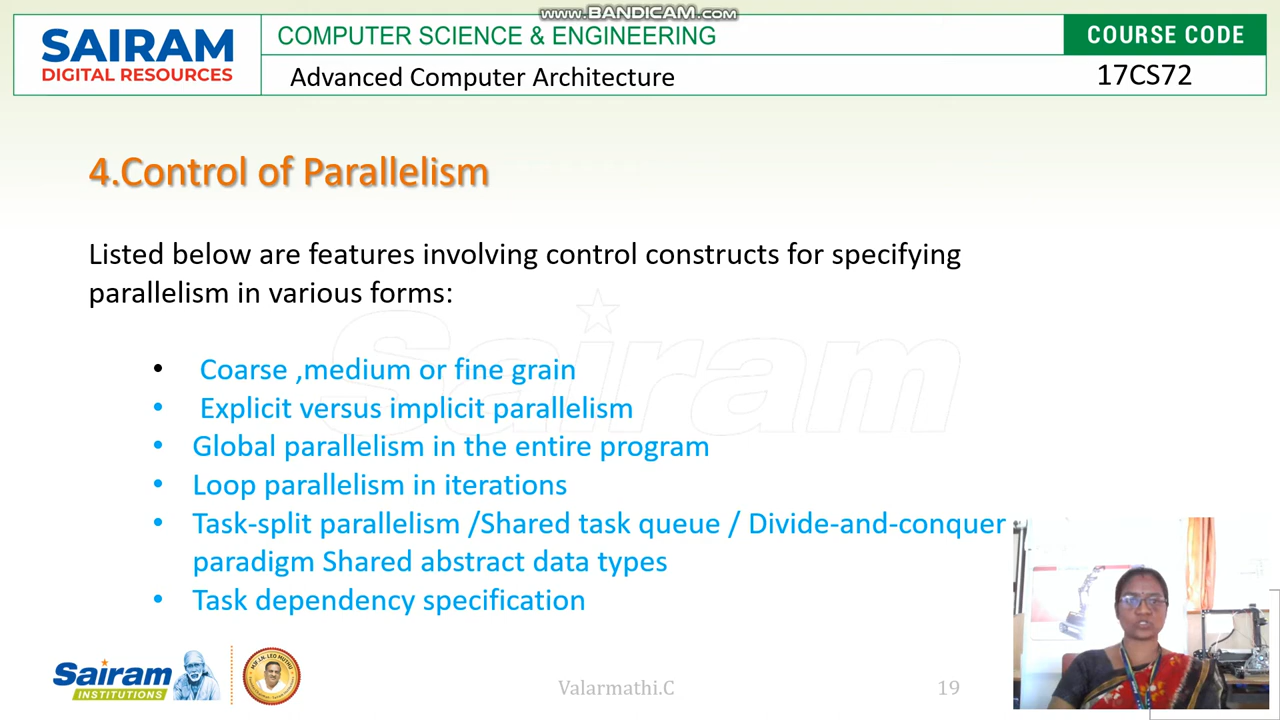 www.BANDICAM.com
SAIRAM
DIGITAL RESOURCES
COMPUTER SCIENCE & ENGINEERING
COURSE CODE
Advanced Computer Architecture
17CS72
4.Control of Parallelism
Listed below are features involving control constructs for specifying
parallelism in various forms:
Sairam
• Coarse ,medium or fine grain
• Explicit versus implicit parallelism
• Global parallelism in the entire program
• Loop parallelism in iterations
• Task-split parallelism /Shared task queue / Divide-and-conquer
paradigm Shared abstract data types
• Task dependency specification
Sairam
INSTITUTIONS
Valarmathi.C
19